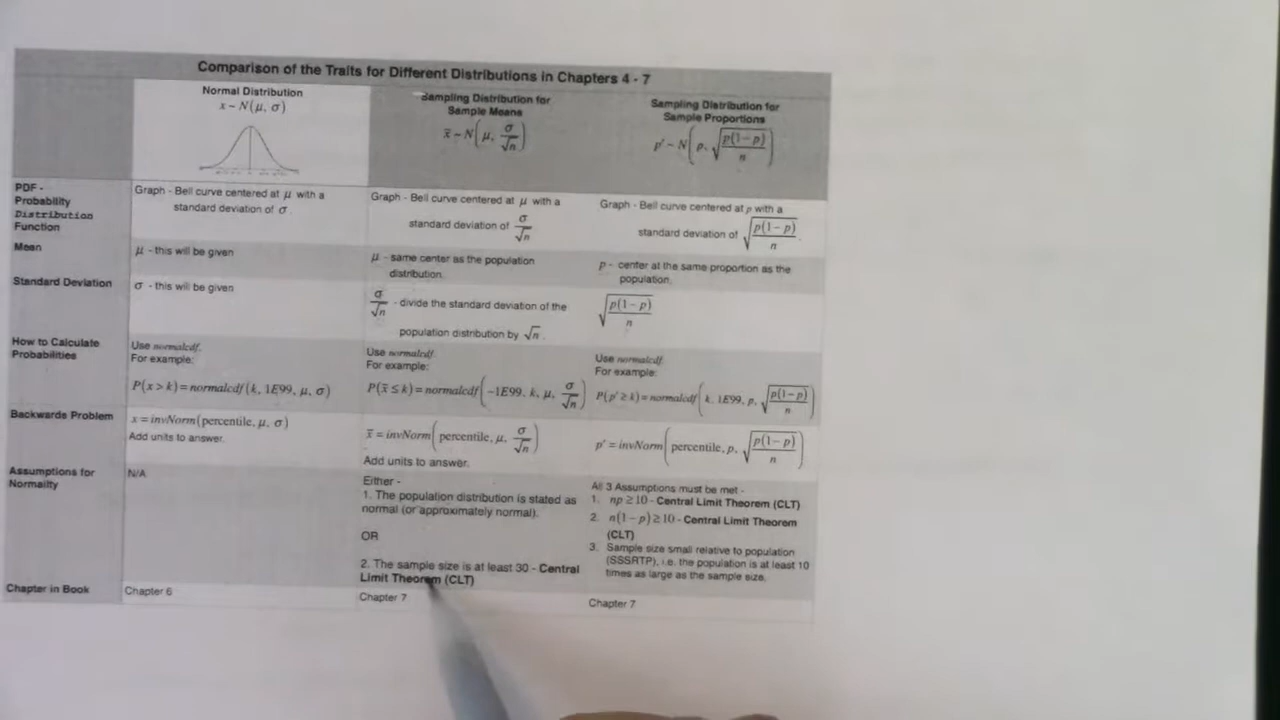 Comparison of the Traits for Different Distributions in Chapters 4 - 7
Normal Distribution
x ~ N(μ, σ)
Sampling Distribution for
Sample Means
x̄ ~ N(μ, σ/√n)
Sampling Distribution for
Sample Proportions
p' ~ N(p, √(p(1−p)/n))
PDF -
Probability
Distribution
Function
Graph - Bell curve centered at μ with a
standard deviation of σ.
Graph - Bell curve centered at μ with a
standard deviation of σ/√n
Graph - Bell curve centered at p with a
standard deviation of √(p(1−p)/n).
Mean
μ - this will be given
μ - same center as the population
distribution.
p - center at the same proportion as the
population.
Standard Deviation
σ - this will be given
σ/√n - divide the standard deviation of the
population distribution by √n.
√(p(1−p)/n)
How to Calculate
Probabilities
Use normalcdf.
For example:
P(x > k) = normalcdf(k, 1E99, μ, σ)
Use normalcdf.
For example:
P(x̄ ≤ k) = normalcdf(−1E99, k, μ, σ/√n)
Use normalcdf.
For example:
P(p' ≥ k) = normalcdf(k, 1E99, p, √(p(1−p)/n))
Backwards Problem
x = invNorm(percentile, μ, σ)
Add units to answer.
x̄ = invNorm(percentile, μ, σ/√n)
Add units to answer.
p' = invNorm(percentile, p, √(p(1−p)/n))
Assumptions for
Normality
N/A
Either -
1. The population distribution is stated as
normal (or approximately normal).
OR
2. The sample size is at least 30 - Central
Limit Theorem (CLT)
All 3 Assumptions must be met -
1. np ≥ 10 - Central Limit Theorem (CLT)
2. n(1−p) ≥ 10 - Central Limit Theorem
(CLT)
3. Sample size small relative to population
(SSSRTP), i.e. the population is at least 10
times as large as the sample size.
Chapter in Book
Chapter 6
Chapter 7
Chapter 7